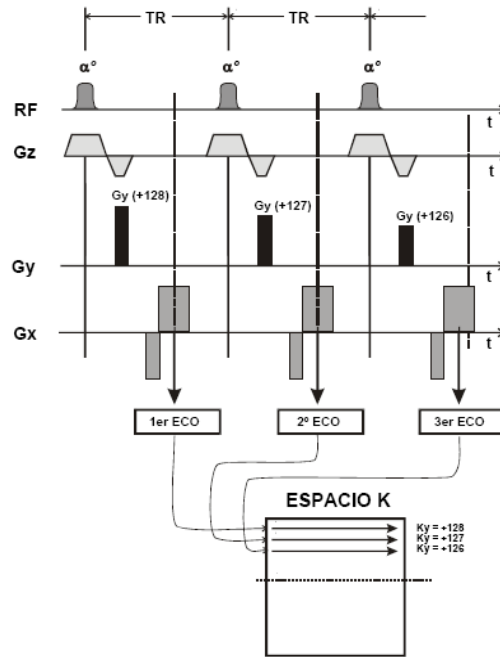 TR TR
α° α° α°
RF t
Gz t
Gy (+128) Gy (+127) Gy (+126)
Gy t
Gx t
1er ECO 2º ECO 3er ECO
ESPACIO K
Ky = +128
Ky = +127
Ky = +126